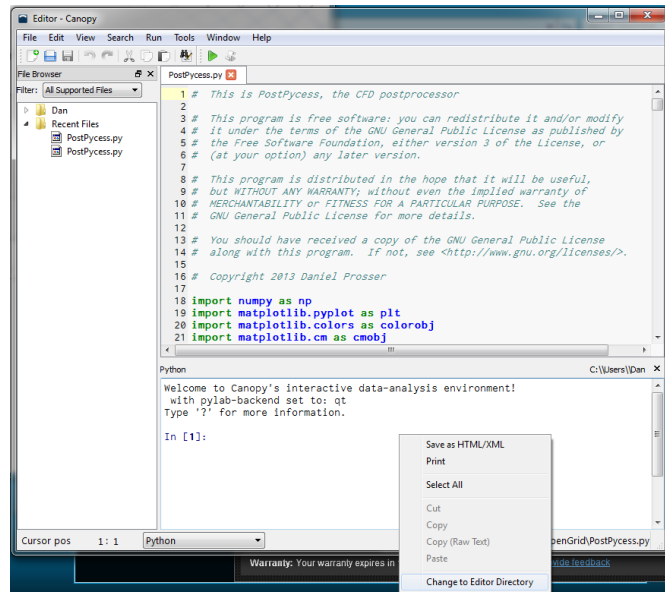 Editor - Canopy
File Edit View Search Run Tools Window Help
File Browser
Filter: All Supported Files
Dan
Recent Files
PostPycess.py
PostPycess.py
PostPycess.py
1 # This is PostPycess, the CFD postprocessor
2
3 # This program is free software: you can redistribute it and/or modify
4 # it under the terms of the GNU General Public License as published by
5 # the Free Software Foundation, either version 3 of the License, or
6 # (at your option) any later version.
7
8 # This program is distributed in the hope that it will be useful,
9 # but WITHOUT ANY WARRANTY; without even the implied warranty of
10 # MERCHANTABILITY or FITNESS FOR A PARTICULAR PURPOSE. See the
11 # GNU General Public License for more details.
12
13 # You should have received a copy of the GNU General Public License
14 # along with this program. If not, see <http://www.gnu.org/licenses/>.
15
16 # Copyright 2013 Daniel Prosser
17
18 import numpy as np
19 import matplotlib.pyplot as plt
20 import matplotlib.colors as colorobj
21 import matplotlib.cm as cmobj
Python C:\\Users\\Dan
Welcome to Canopy's interactive data-analysis environment!
with pylab-backend set to: qt
Type '?' for more information.
In [1]:
Save as HTML/XML
Print
Select All
Cut
Copy
Copy (Raw Text)
Paste
Change to Editor Directory
Cursor pos 1: 1 Python penGrid\PostPycess.py
Warranty: Your warranty expires in vide feedback